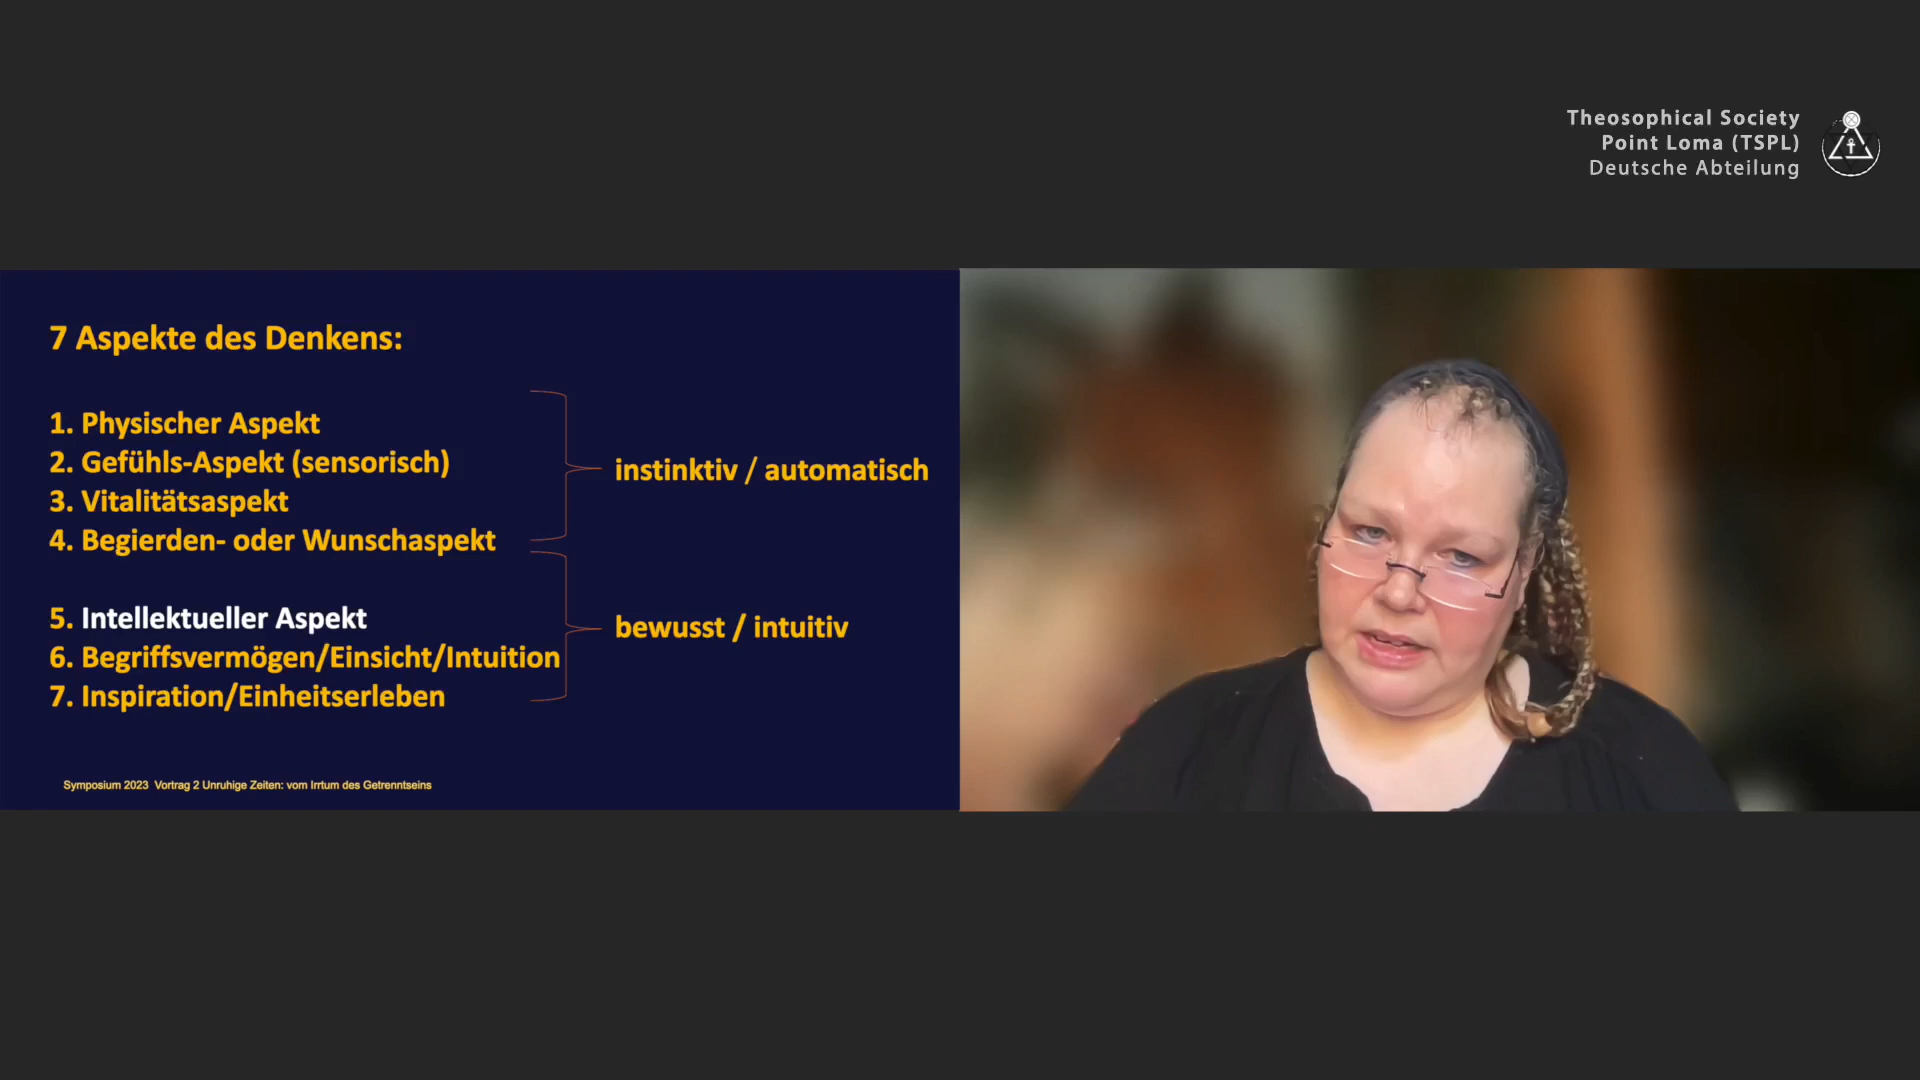 Theosophical Society
Point Loma (TSPL)
Deutsche Abteilung
7 Aspekte des Denkens:
1. Physischer Aspekt
2. Gefühls-Aspekt (sensorisch)
3. Vitalitätsaspekt
4. Begierden- oder Wunschaspekt
instinktiv / automatisch
5. Intellektueller Aspekt
6. Begriffsvermögen/Einsicht/Intuition
7. Inspiration/Einheitserleben
bewusst / intuitiv
Symposium 2023 Vortrag 2 Unruhige Zeiten: vom Irrtum des Getrenntseins